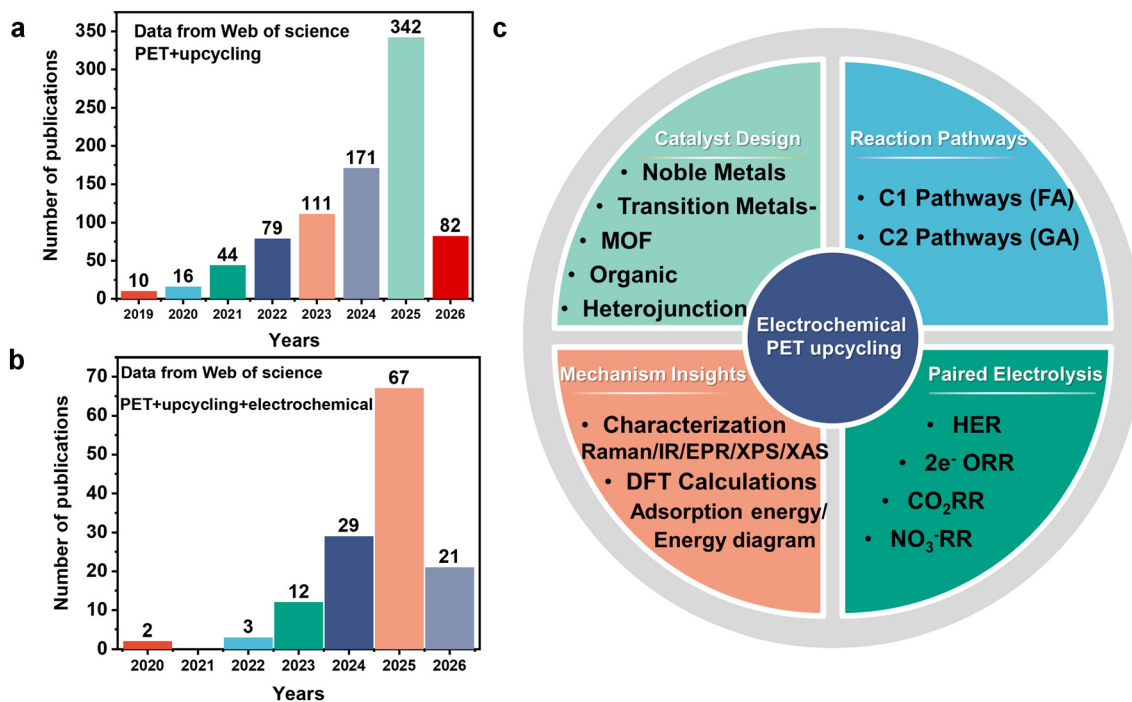 a
Data from Web of science
PET+upcycling
Number of publications
350
300
250
200
150
100
50
0
10
16
44
79
111
171
342
82
2019
2020
2021
2022
2023
2024
2025
2026
Years
b
Data from Web of science
PET+upcycling+electrochemical
Number of publications
70
60
50
40
30
20
10
0
2
3
12
29
67
21
2020
2021
2022
2023
2024
2025
2026
Years
c
Catalyst Design
• Noble Metals
• Transition Metals-
• MOF
• Organic
• Heterojunction
Reaction Pathways
• C1 Pathways (FA)
• C2 Pathways (GA)
Electrochemical
PET upcycling
Mechanism Insights
• Characterization
Raman/IR/EPR/XPS/XAS
• DFT Calculations
Adsorption energy/
Energy diagram
Paired Electrolysis
• HER
• 2e⁻ ORR
• CO₂RR
• NO₃⁻RR